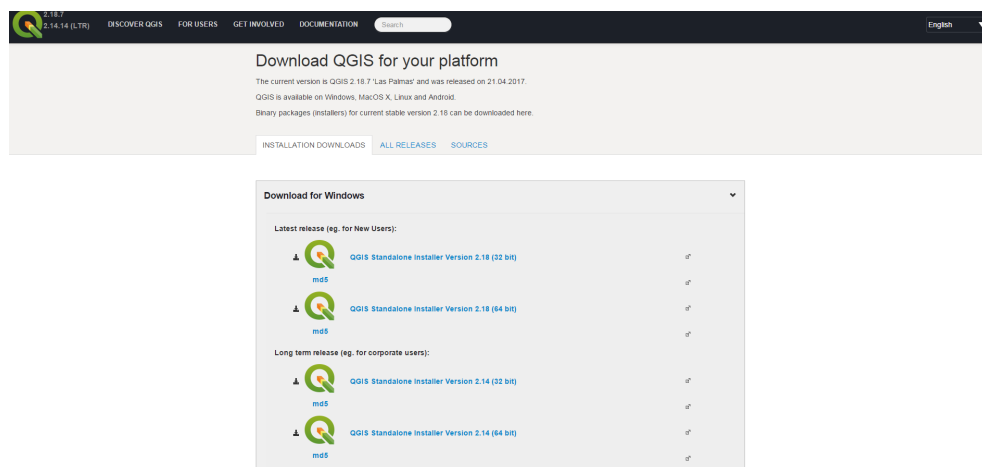 2.18.7
2.14.14 (LTR)
DISCOVER QGIS FOR USERS GET INVOLVED DOCUMENTATION Search English
Download QGIS for your platform
The current version is QGIS 2.18.7 'Las Palmas' and was released on 21.04.2017.
QGIS is available on Windows, MacOS X, Linux and Android.
Binary packages (installers) for current stable version 2.18 can be downloaded here.
INSTALLATION DOWNLOADS ALL RELEASES SOURCES
Download for Windows
Latest release (eg. for New Users):
QGIS Standalone Installer Version 2.18 (32 bit)
md5
QGIS Standalone Installer Version 2.18 (64 bit)
md5
Long term release (eg. for corporate users):
QGIS Standalone Installer Version 2.14 (32 bit)
md5
QGIS Standalone Installer Version 2.14 (64 bit)
md5